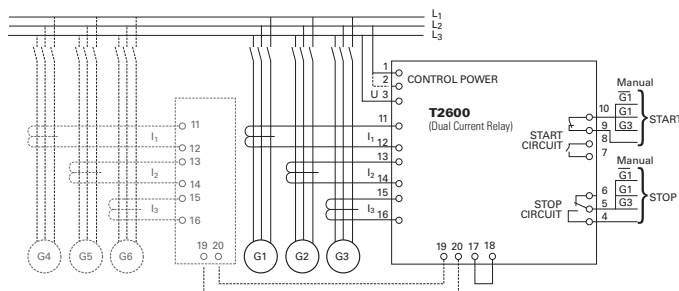 L1
L2
L3
1
2
U 3
CONTROL POWER
T2600
(Dual Current Relay)
11
I1
12
13
I2
14
15
I3
16
11
I1
12
13
I2
14
15
I3
16
19 20
19 20 17 18
G4
G5
G6
G1
G2
G3
START
CIRCUIT
10
9
8
7
Manual
G1
G1
G3
START
STOP
CIRCUIT
6
5
4
Manual
G1
G1
G3
STOP